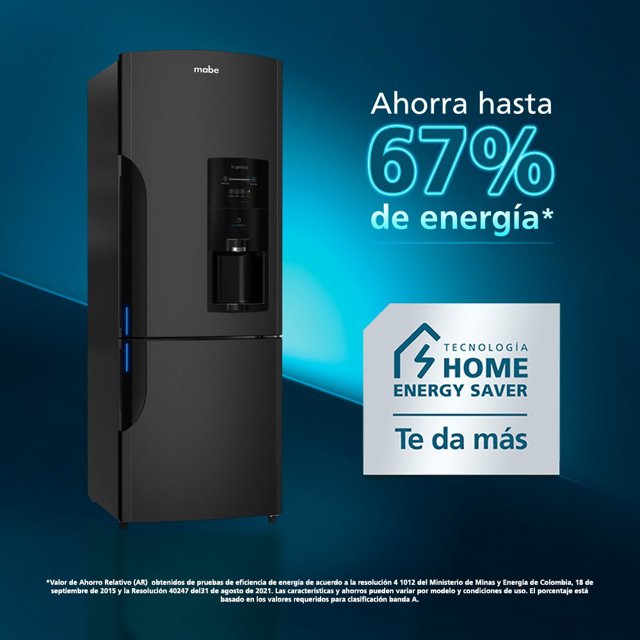 mabe
Ahorra hasta
67%
de energía*
TECNOLOGÍA
HOME
ENERGY SAVER
Te da más
*Valor de Ahorro Relativo (AR) obtenidos de pruebas de eficiencia de energía de acuerdo a la resolución 4 1012 del Ministerio de Minas y Energía de Colombia, 18 de
septiembre de 2015 y la Resolución 40247 del31 de agosto de 2021. Las características y ahorros pueden variar por modelo y condiciones de uso. El porcentaje está
basado en los valores requeridos para clasificación banda A.